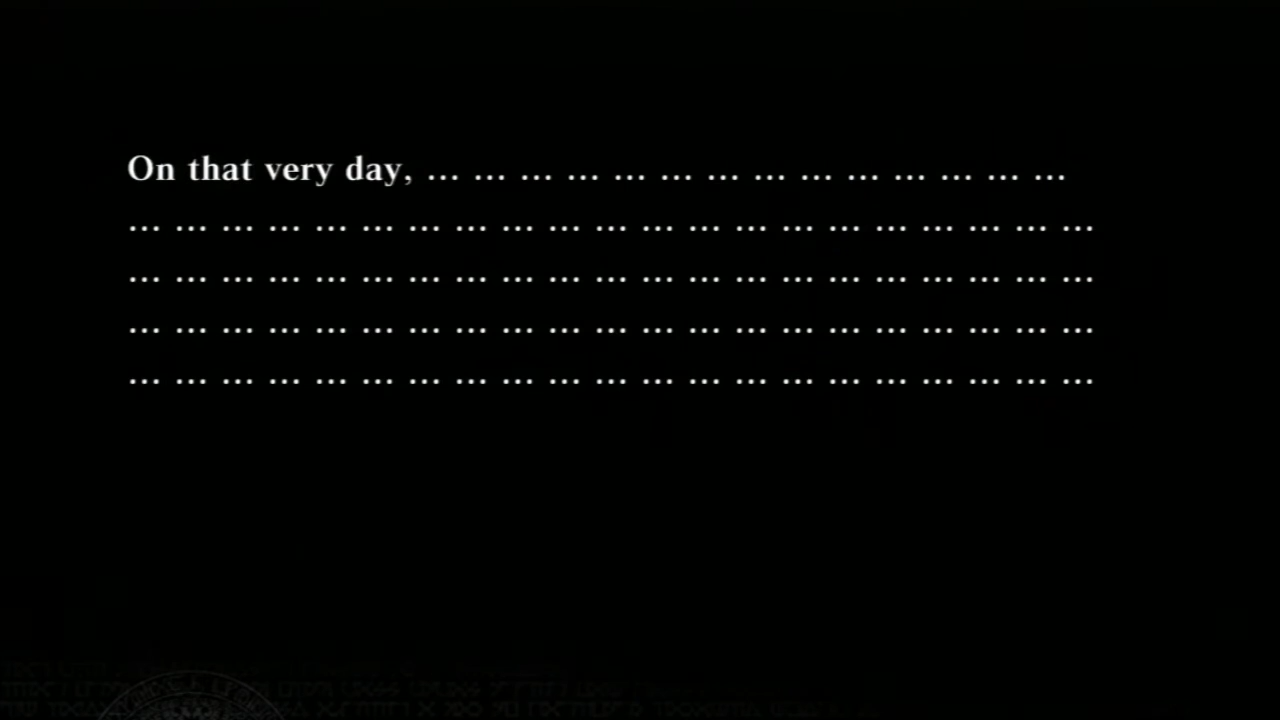 On that very day, … … … … … … … … … … … … … …
… … … … … … … … … … … … … … … … … … … … …
… … … … … … … … … … … … … … … … … … … … …
… … … … … … … … … … … … … … … … … … … … …
… … … … … … … … … … … … … … … … … … … … …